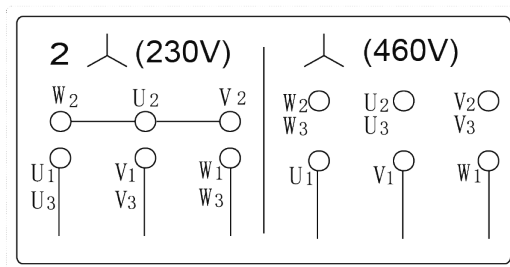 2 (230V)
W2 U2 V2
U1 V1 W1
U3 V3 W3
(460V)
W2 U2 V2
W3 U3 V3
U1 V1 W1